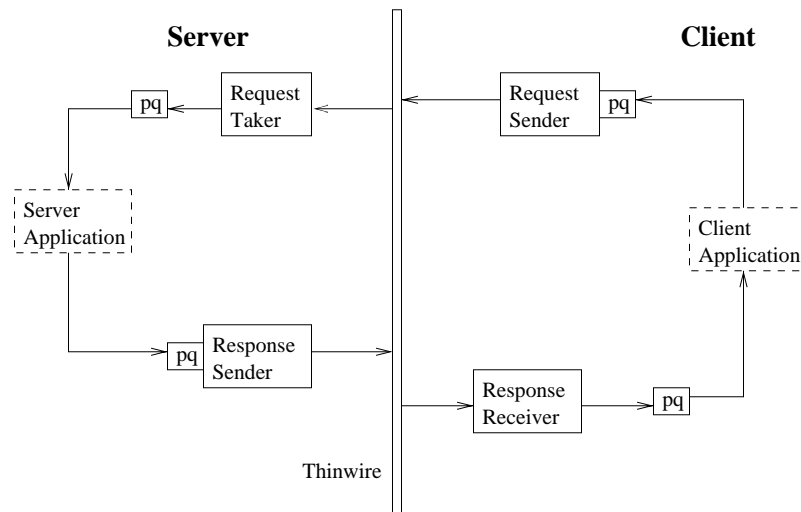 Server
Client
pq
Request
Taker
Request
Sender
pq
Server
Application
Client
Application
pq
Response
Sender
Response
Receiver
pq
Thinwire